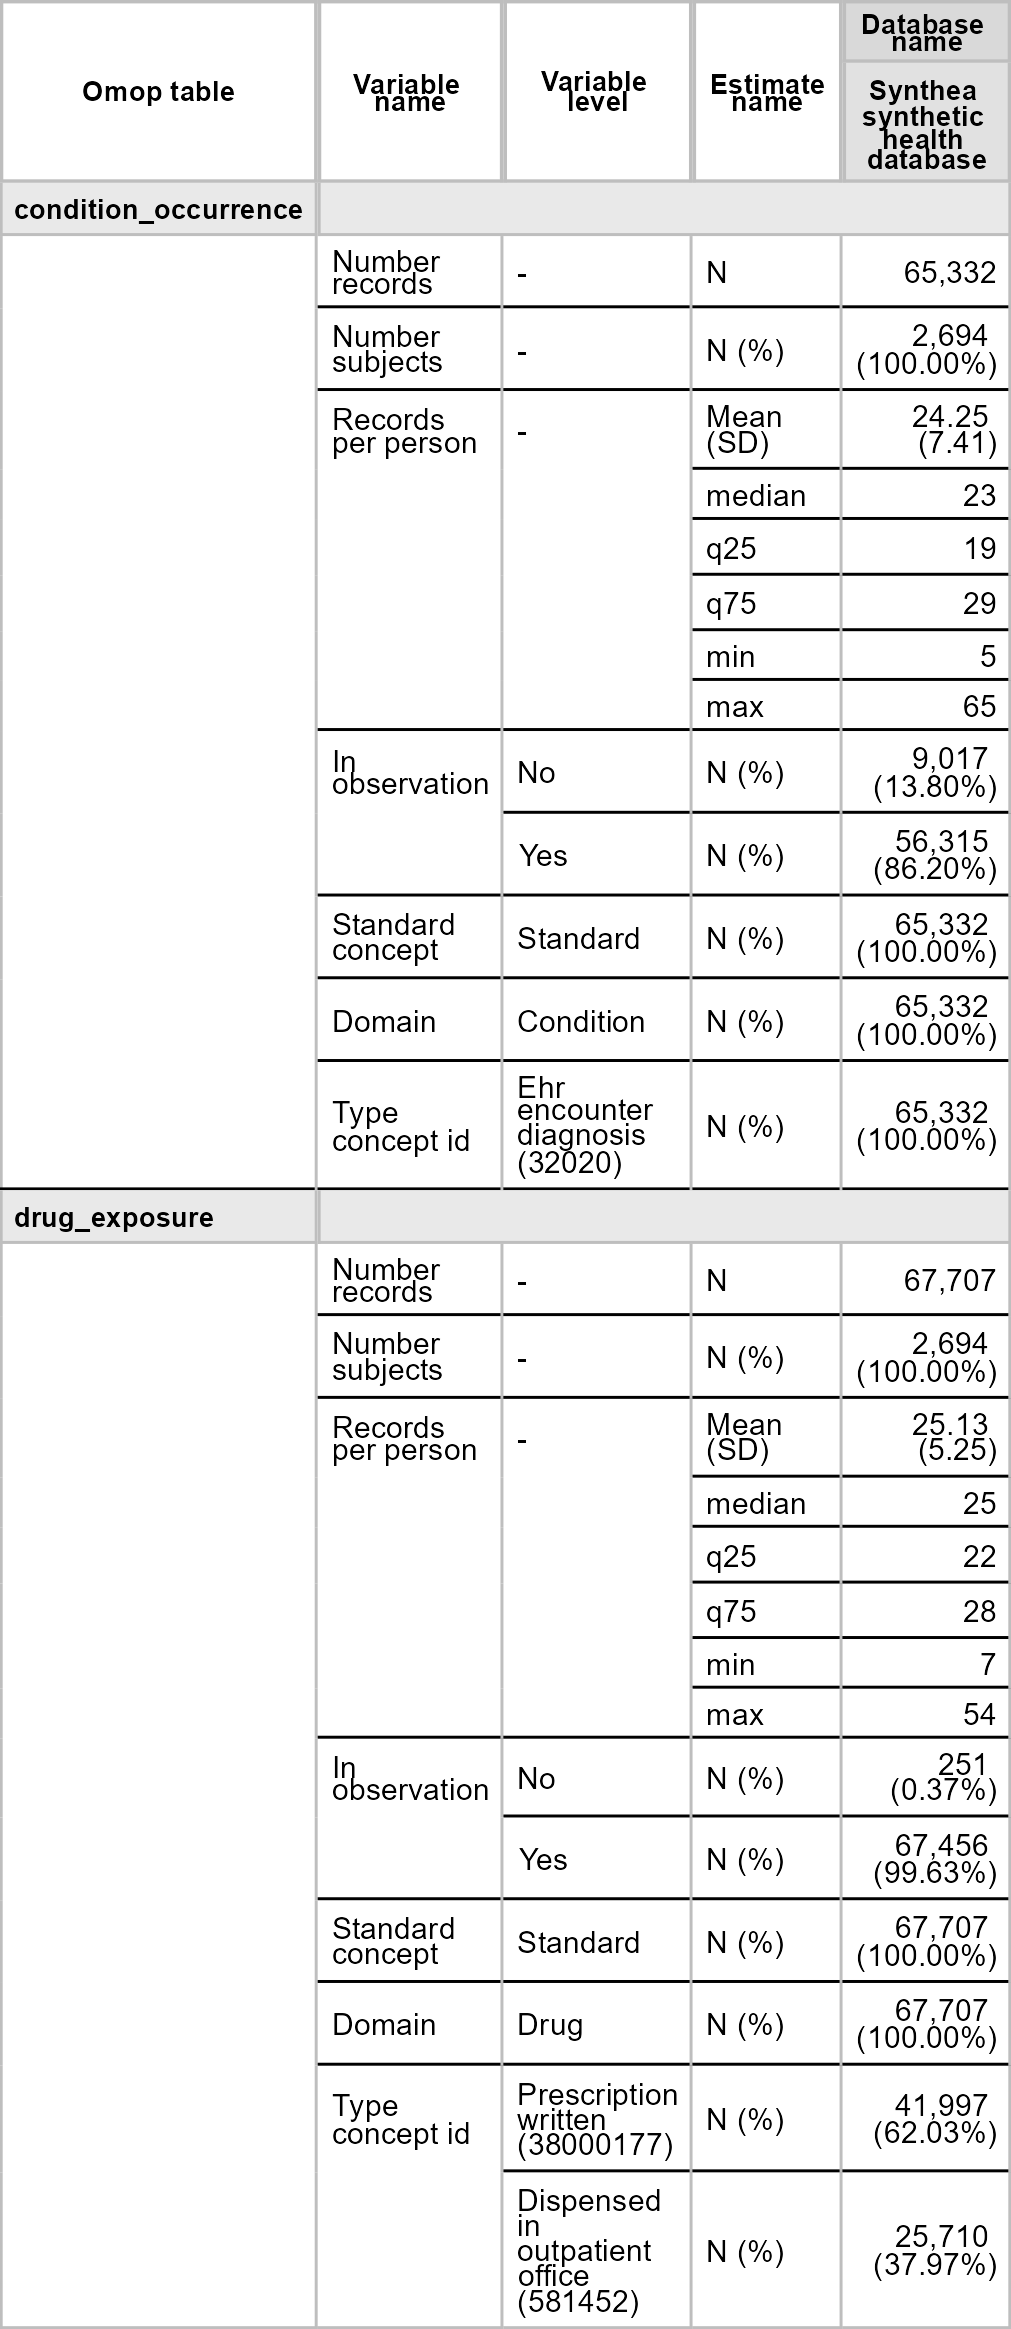 Omop table
Variable
name
Variable
level
Estimate
name
Database
name
Synthea
synthetic
health
database
condition_occurrence
Number
records
-
N
65,332
Number
subjects
-
N (%)
2,694
(100.00%)
Records
per person
-
Mean
(SD)
24.25
(7.41)
median
23
q25
19
q75
29
min
5
max
65
In
observation
No
N (%)
9,017
(13.80%)
Yes
N (%)
56,315
(86.20%)
Standard
concept
Standard
N (%)
65,332
(100.00%)
Domain
Condition
N (%)
65,332
(100.00%)
Type
concept id
Ehr
encounter
diagnosis
(32020)
N (%)
65,332
(100.00%)
drug_exposure
Number
records
-
N
67,707
Number
subjects
-
N (%)
2,694
(100.00%)
Records
per person
-
Mean
(SD)
25.13
(5.25)
median
25
q25
22
q75
28
min
7
max
54
In
observation
No
N (%)
251
(0.37%)
Yes
N (%)
67,456
(99.63%)
Standard
concept
Standard
N (%)
67,707
(100.00%)
Domain
Drug
N (%)
67,707
(100.00%)
Type
concept id
Prescription
written
(38000177)
N (%)
41,997
(62.03%)
Dispensed
in
outpatient
office
(581452)
N (%)
25,710
(37.97%)